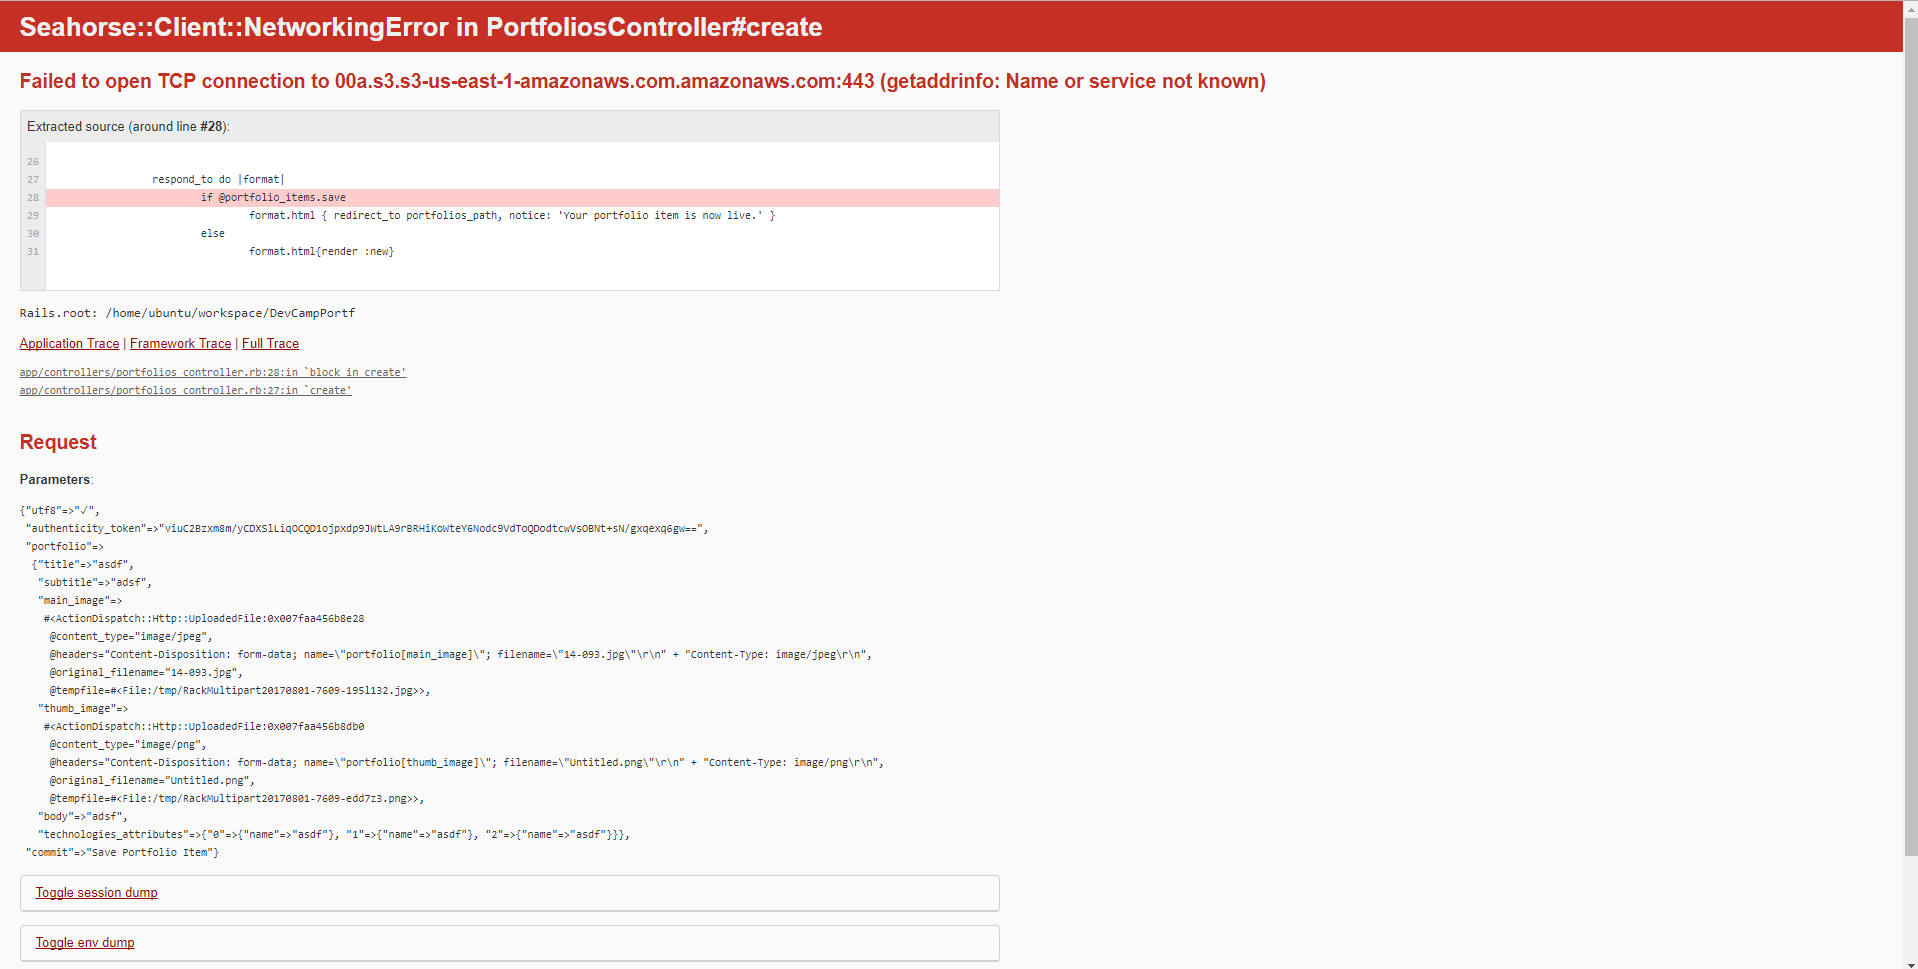 Seahorse::Client::NetworkingError in PortfoliosController#create
Failed to open TCP connection to 00a.s3.s3-us-east-1-amazonaws.com.amazonaws.com:443 (getaddrinfo: Name or service not known)
Extracted source (around line #28):
26
27 respond_to do |format|
28 if @portfolio_items.save
29 format.html { redirect_to portfolios_path, notice: 'Your portfolio item is now live.' }
30 else
31 format.html{render :new}
Rails.root: /home/ubuntu/workspace/DevCampPortf
Application Trace | Framework Trace | Full Trace
app/controllers/portfolios_controller.rb:28:in `block in create'
app/controllers/portfolios_controller.rb:27:in `create'
Request
Parameters:
{"utf8"=>"✓",
"authenticity_token"=>"viuC2Bzxm8m/yCDXSlLiqOCQD1ojpxdp9JWtLA9rBRHiKoWteY6Nodc9VdToQDodtcwVsOBNt+sN/gxqexq6gw==",
"portfolio"=>
{"title"=>"asdf",
"subtitle"=>"adsf",
"main_image"=>
#<ActionDispatch::Http::UploadedFile:0x007faa456b8e28
@content_type="image/jpeg",
@headers="Content-Disposition: form-data; name=\"portfolio[main_image]\"; filename=\"14-093.jpg\"\r\n" + "Content-Type: image/jpeg\r\n",
@original_filename="14-093.jpg",
@tempfile=#<File:/tmp/RackMultipart20170801-7609-195l132.jpg>>,
"thumb_image"=>
#<ActionDispatch::Http::UploadedFile:0x007faa456b8db0
@content_type="image/png",
@headers="Content-Disposition: form-data; name=\"portfolio[thumb_image]\"; filename=\"Untitled.png\"\r\n" + "Content-Type: image/png\r\n",
@original_filename="Untitled.png",
@tempfile=#<File:/tmp/RackMultipart20170801-7609-edd7z3.png>>,
"body"=>"adsf",
"technologies_attributes"=>{"0"=>{"name"=>"asdf"}, "1"=>{"name"=>"asdf"}, "2"=>{"name"=>"asdf"}}},
"commit"=>"Save Portfolio Item"}
Toggle session dump
Toggle env dump